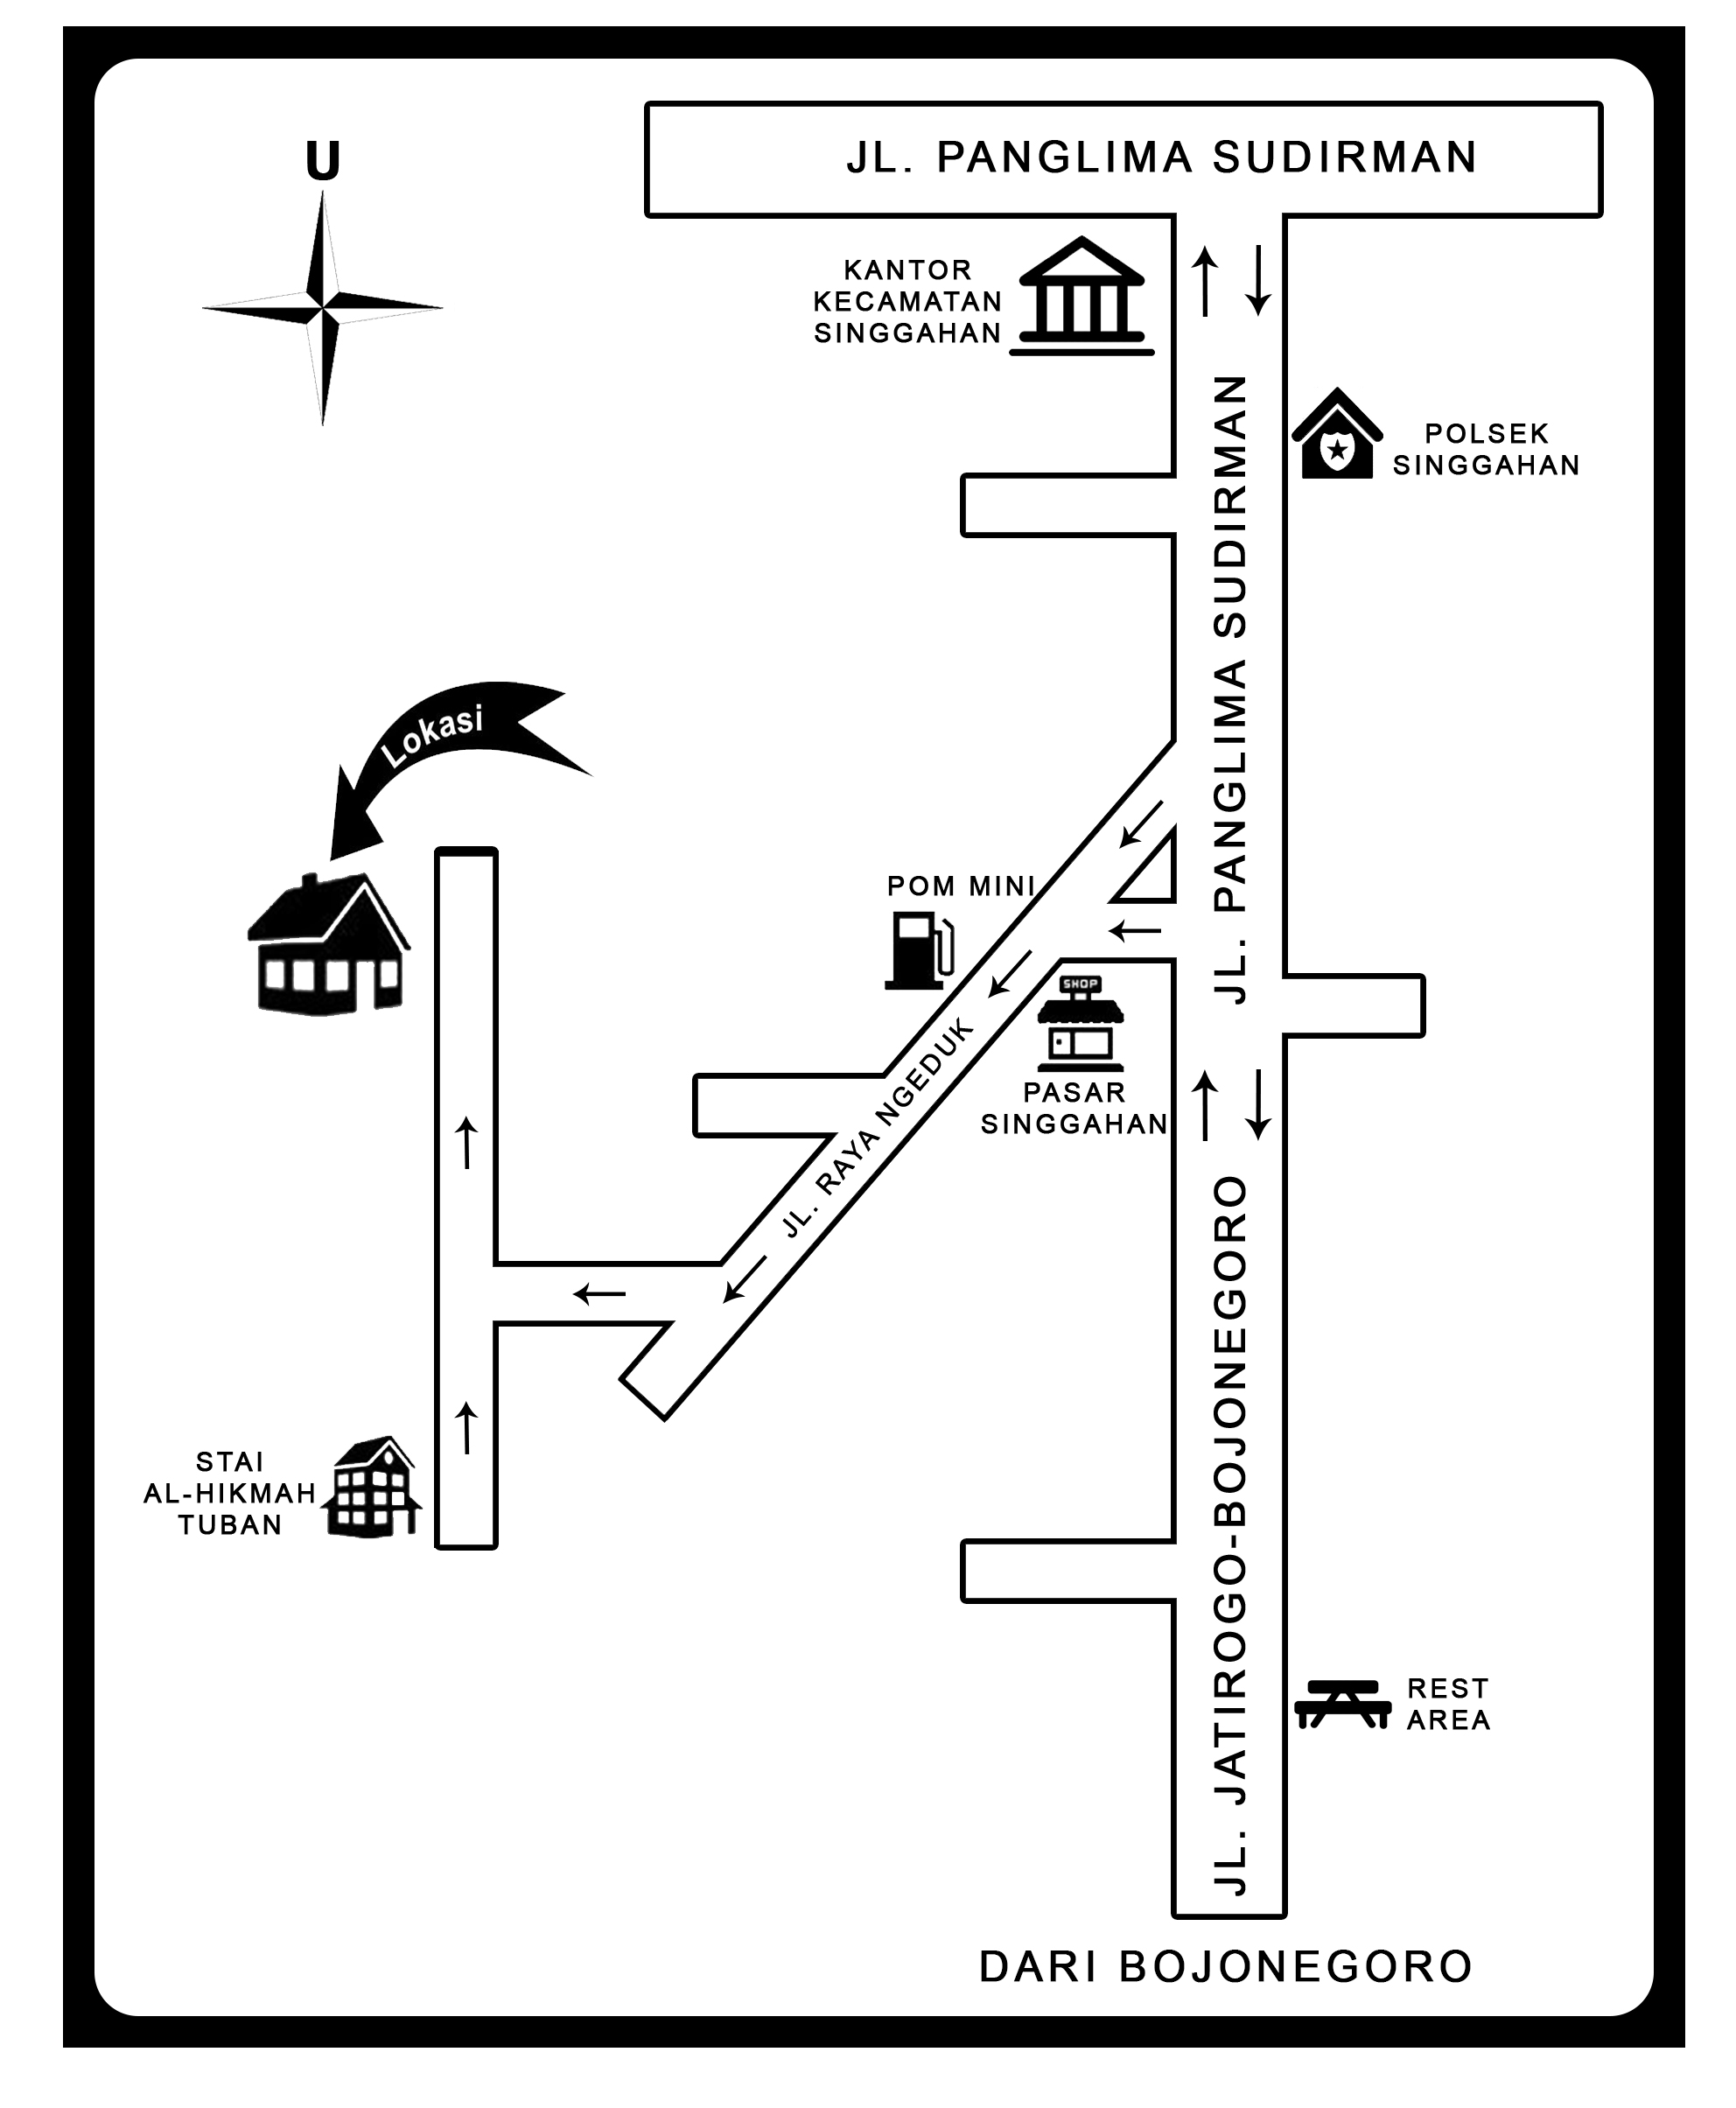 JL. PANGLIMA SUDIRMAN
U
KANTOR
KECAMATAN
SINGGAHAN
POLSEK
SINGGAHAN
JL. PANGLIMA SUDIRMAN
Lokasi
POM MINI
SHOP
PASAR
SINGGAHAN
JL. RAYA NGEDUK
JL. JATIROGO-BOJONEGORO
STAI
AL-HIKMAH
TUBAN
REST
AREA
DARI BOJONEGORO